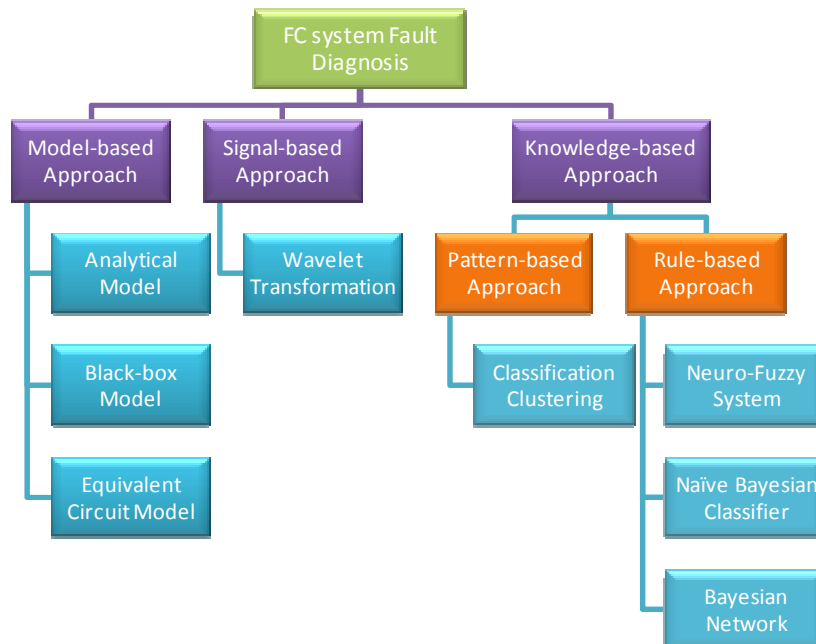 FC system Fault
Diagnosis
Model-based
Approach
Signal-based
Approach
Knowledge-based
Approach
Analytical
Model
Wavelet
Transformation
Pattern-based
Approach
Rule-based
Approach
Black-box
Model
Classification
Clustering
Neuro-Fuzzy
System
Equivalent
Circuit Model
Naïve Bayesian
Classifier
Bayesian
Network